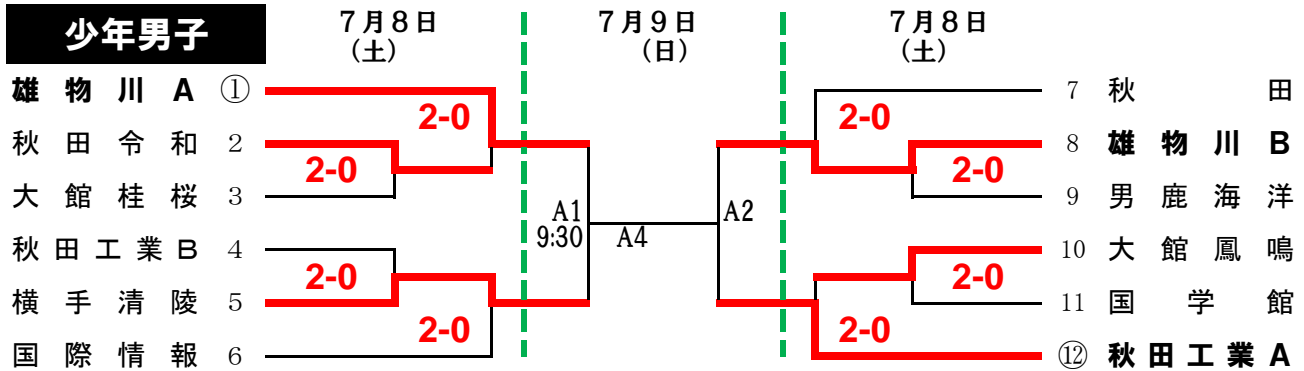 少年男子
7月8日
(土)
7月9日
(日)
7月8日
(土)
雄物川A ①
秋田令和 2
大館桂桜 3
秋田工業B 4
横手清陵 5
国際情報 6
2-0
2-0
2-0
2-0
A1
9:30
A4
A2
2-0
2-0
2-0
2-0
7 秋田
8 雄物川B
9 男鹿海洋
10 大館鳳鳴
11 国学館
⑫ 秋田工業A